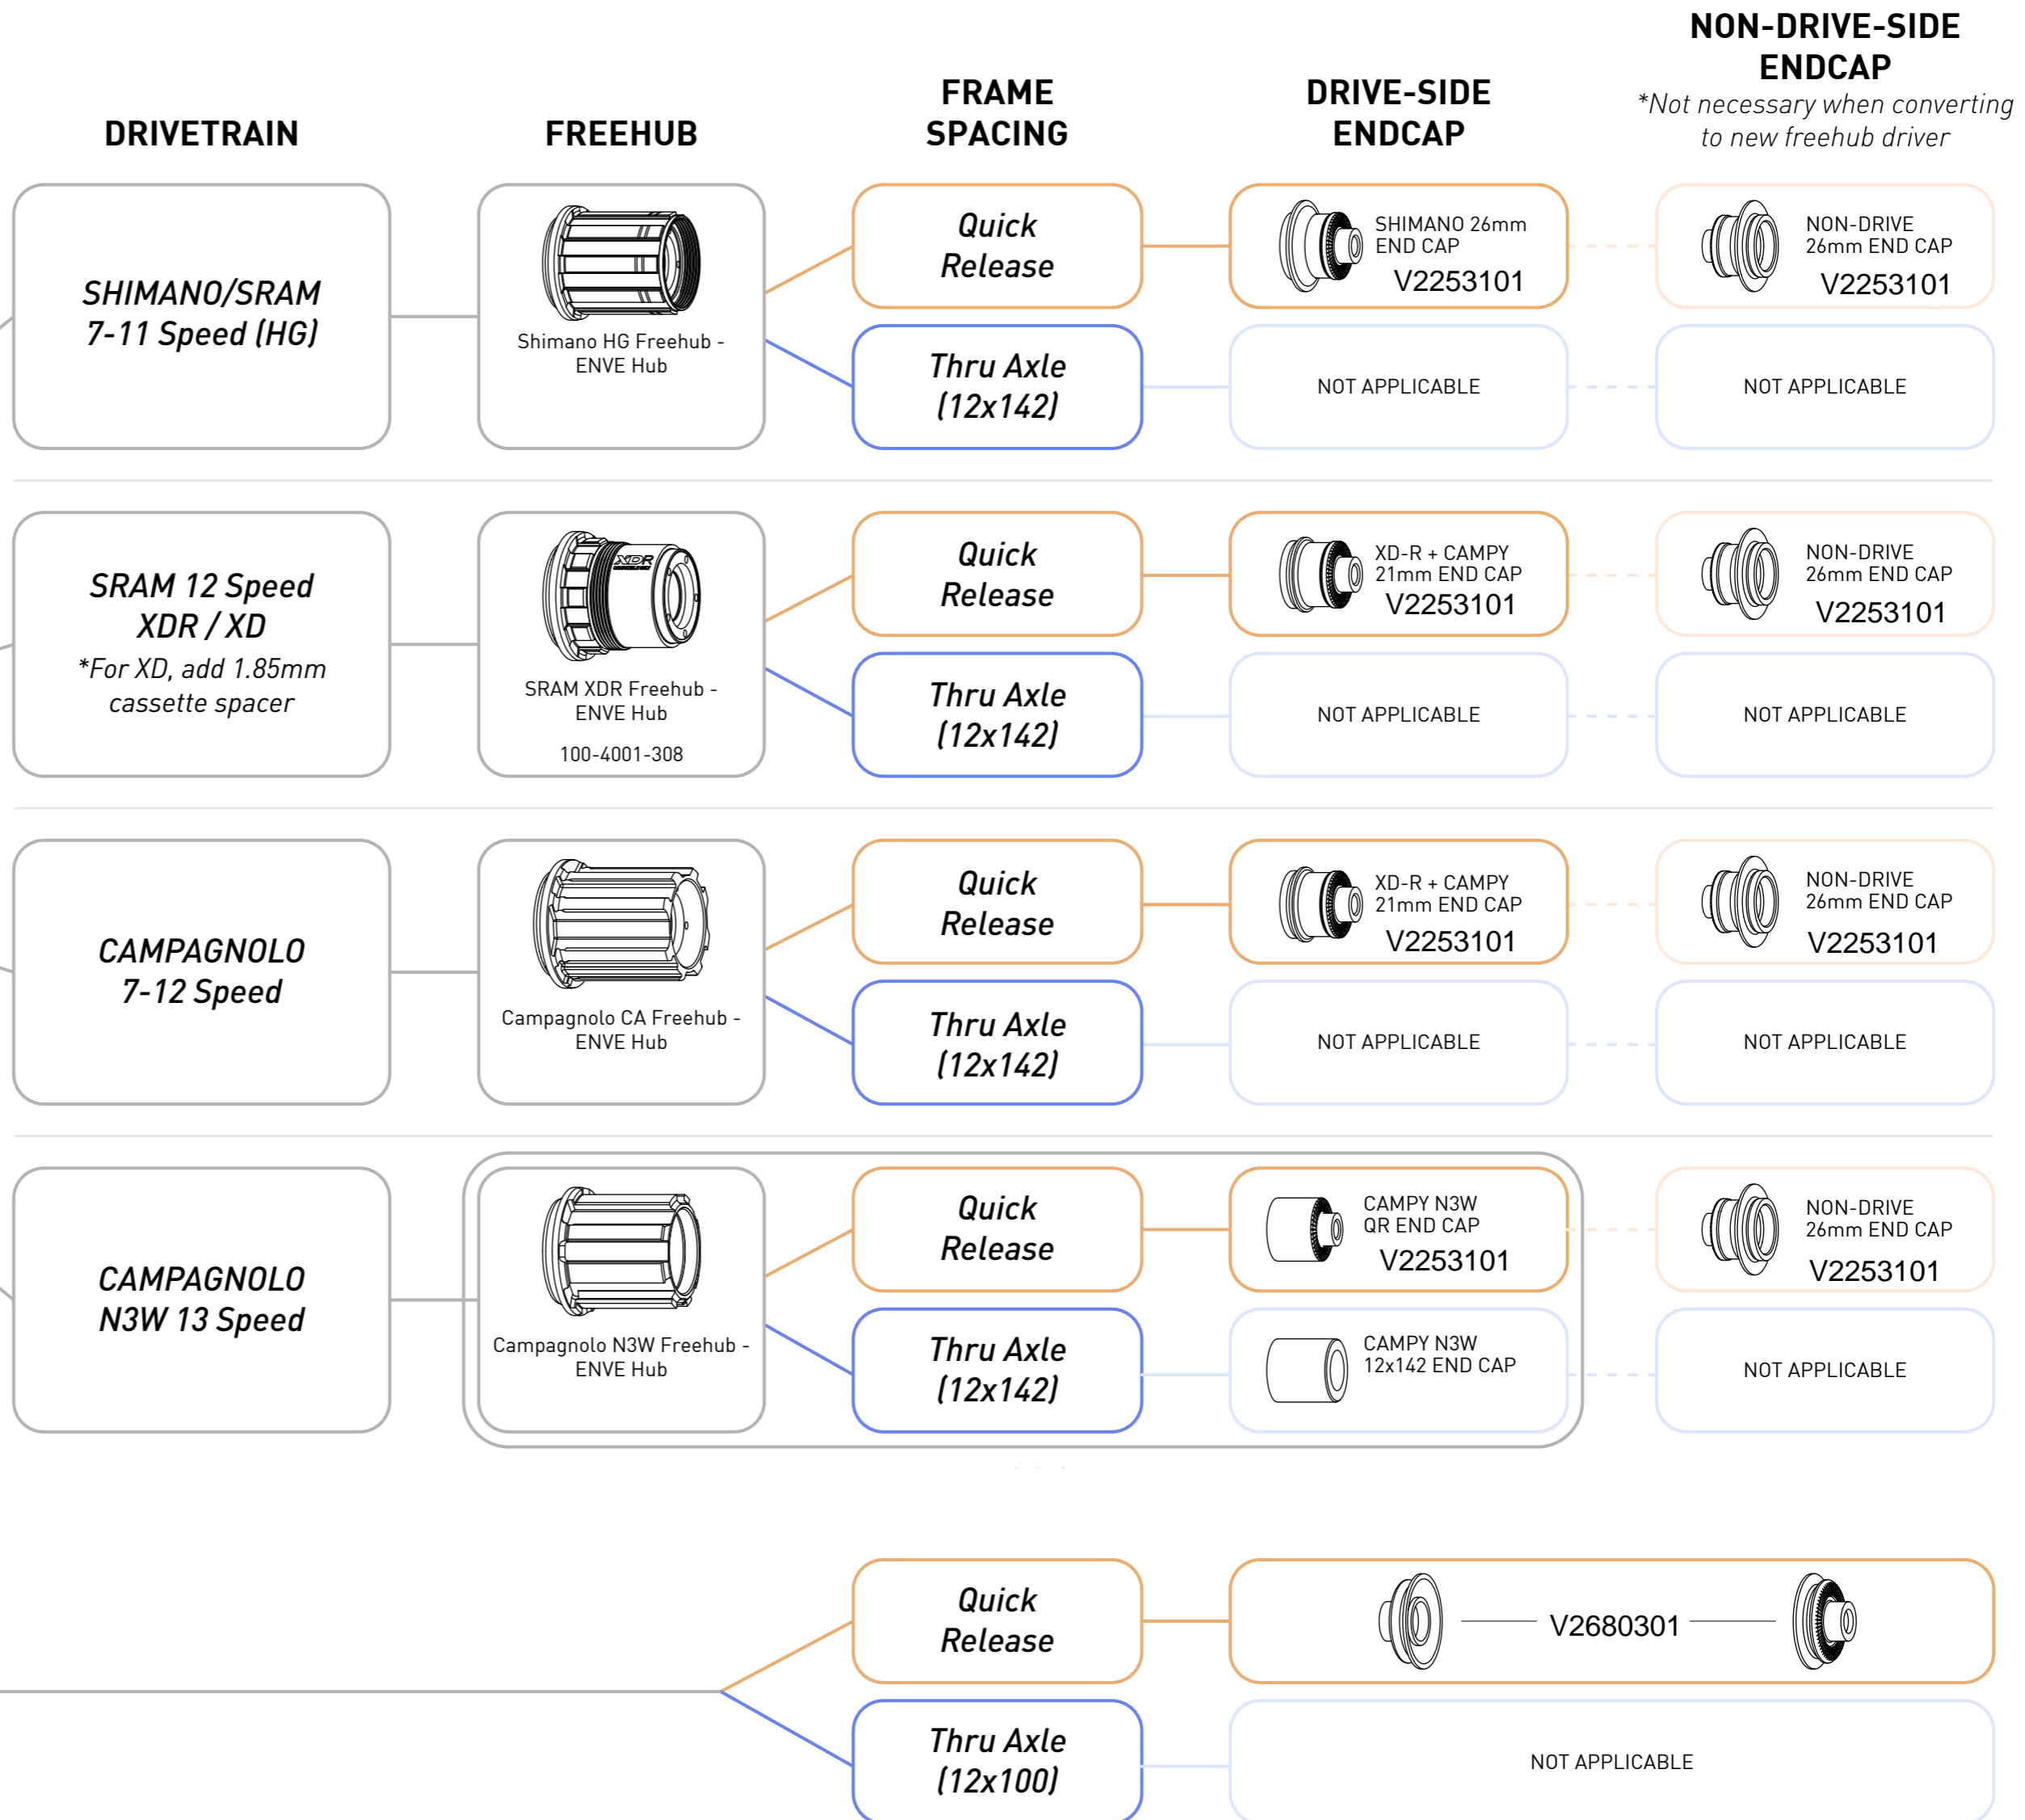 NON-DRIVE-SIDE
ENDCAP
*Not necessary when converting
to new freehub driver
DRIVETRAIN
FREEHUB
FRAME
SPACING
DRIVE-SIDE
ENDCAP
SHIMANO/SRAM
7-11 Speed (HG)
Shimano HG Freehub -
ENVE Hub
Quick
Release
SHIMANO 26mm
END CAP
V2253101
NON-DRIVE
26mm END CAP
V2253101
Thru Axle
(12x142)
NOT APPLICABLE
NOT APPLICABLE
SRAM 12 Speed
XDR / XD
*For XD, add 1.85mm
cassette spacer
XDR
SRAM XDR Freehub -
ENVE Hub
100-4001-308
Quick
Release
XD-R + CAMPY
21mm END CAP
V2253101
NON-DRIVE
26mm END CAP
V2253101
Thru Axle
(12x142)
NOT APPLICABLE
NOT APPLICABLE
CAMPAGNOLO
7-12 Speed
Campagnolo CA Freehub -
ENVE Hub
Quick
Release
XD-R + CAMPY
21mm END CAP
V2253101
NON-DRIVE
26mm END CAP
V2253101
Thru Axle
(12x142)
NOT APPLICABLE
NOT APPLICABLE
CAMPAGNOLO
N3W 13 Speed
Campagnolo N3W Freehub -
ENVE Hub
Quick
Release
CAMPY N3W
QR END CAP
V2253101
NON-DRIVE
26mm END CAP
V2253101
Thru Axle
(12x142)
CAMPY N3W
12x142 END CAP
NOT APPLICABLE
Quick
Release
V2680301
Thru Axle
(12x100)
NOT APPLICABLE